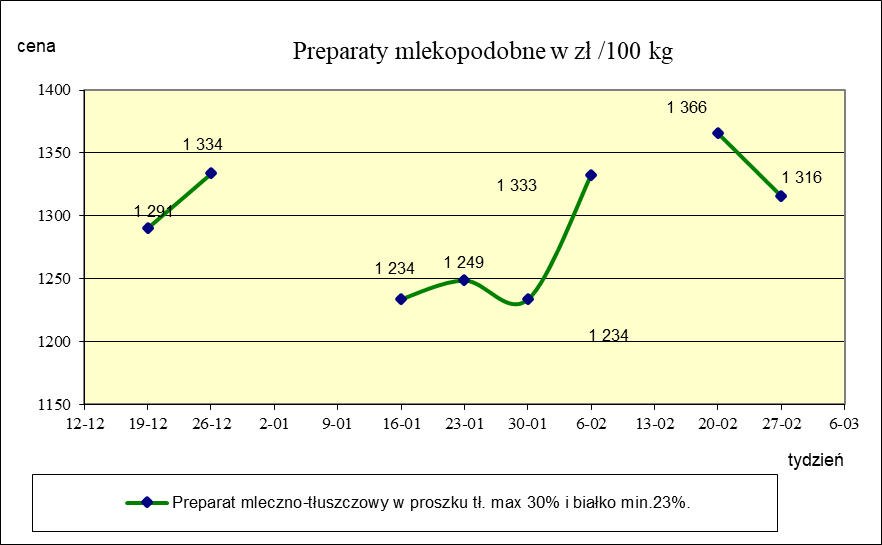 cena
Preparaty mlekopodobne w zł /100 kg
1400
1 366
1350
1 334
1 333
1 316
1300
1 291
1250
1 234
1 249
1200
1 234
1150
12-12 19-12 26-12 2-01 9-01 16-01 23-01 30-01 6-02 13-02 20-02 27-02 6-03
tydzień
Preparat mleczno-tłuszczowy w proszku tł. max 30% i białko min.23%.